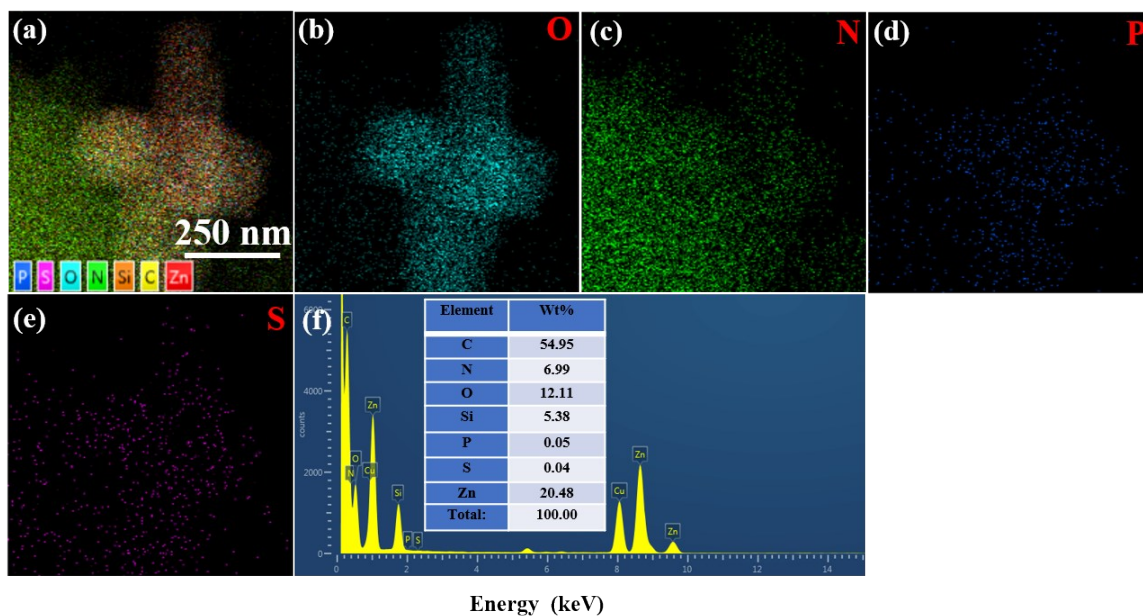 (a)
250 nm
P S O N Si C Zn
(b) O
(c) N
(d) P
(e) S
(f)
Element Wt%
C 54.95
N 6.99
O 12.11
Si 5.38
P 0.05
S 0.04
Zn 20.48
Total: 100.00
4000
2000
0
counts
C
Zn
O
N
Cu
Si
P
S
Cu
Zn
Zn
0 2 4 6 8 10 12 14
Energy (keV)